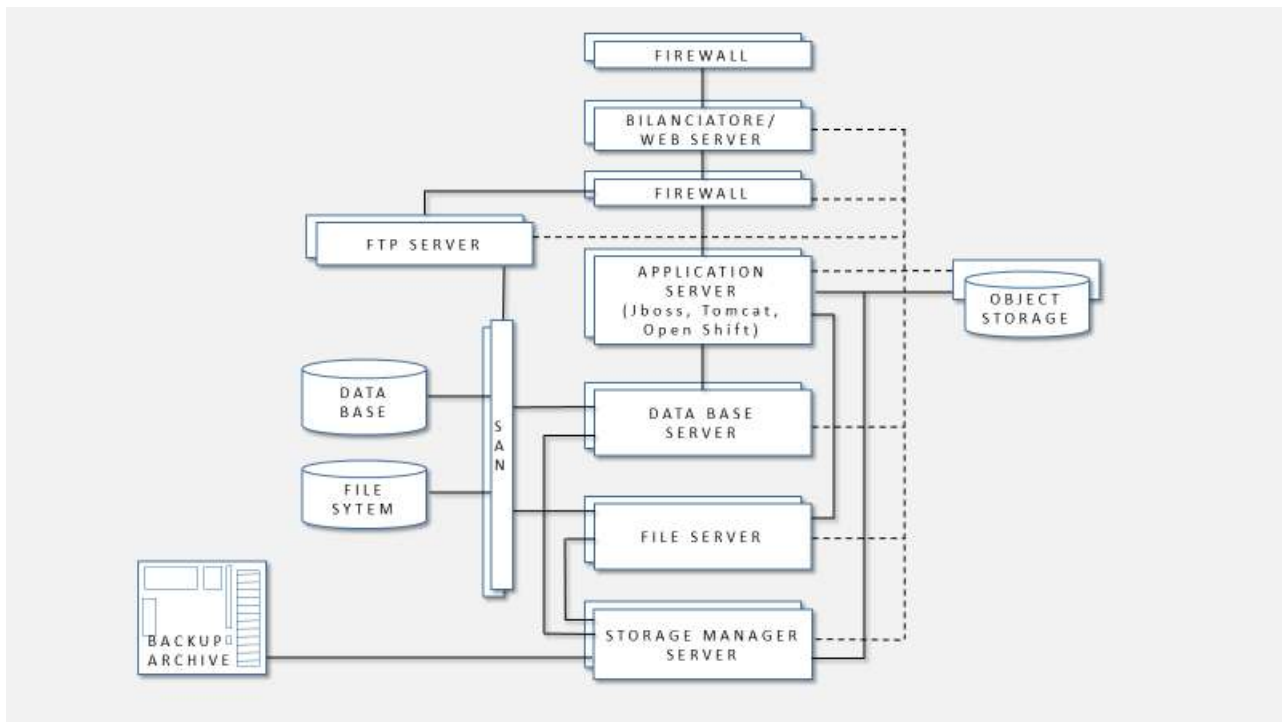 FIREWALL
BILANCIATORE/
WEB SERVER
FIREWALL
FTP SERVER
APPLICATION
SERVER
(Jboss, Tomcat,
Open Shift)
OBJECT
STORAGE
DATA
BASE
SAN
DATA BASE
SERVER
FILE
SYTEM
FILE SERVER
BACKUP
ARCHIVE
STORAGE MANAGER
SERVER